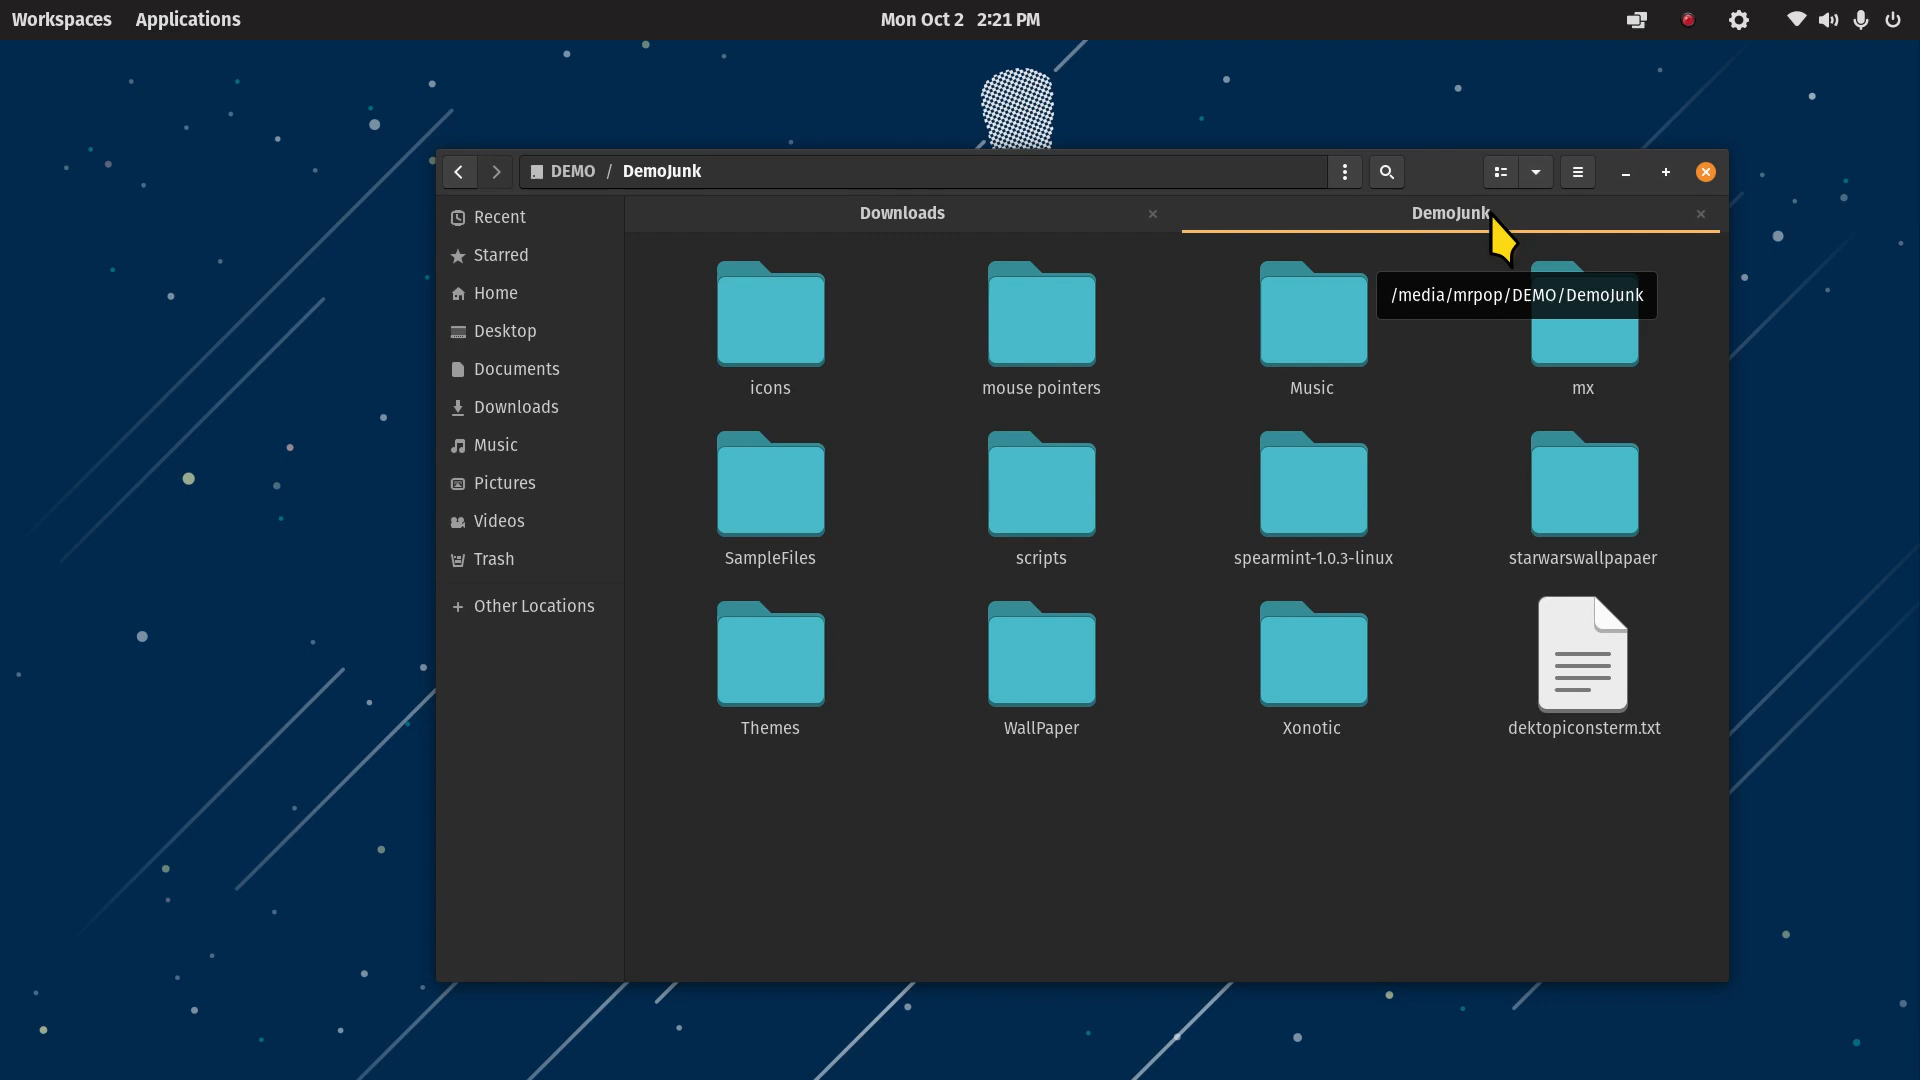 Workspaces Applications Mon Oct 2 2:21 PM
DEMO / DemoJunk
Recent
Starred
Home
Desktop
Documents
Downloads
Music
Pictures
Videos
Trash
Other Locations
Downloads DemoJunk
/media/mrpop/DEMO/DemoJunk
icons mouse pointers Music mx
SampleFiles scripts spearmint-1.0.3-linux starwarswallpapaer
Themes WallPaper Xonotic dektopiconsterm.txt